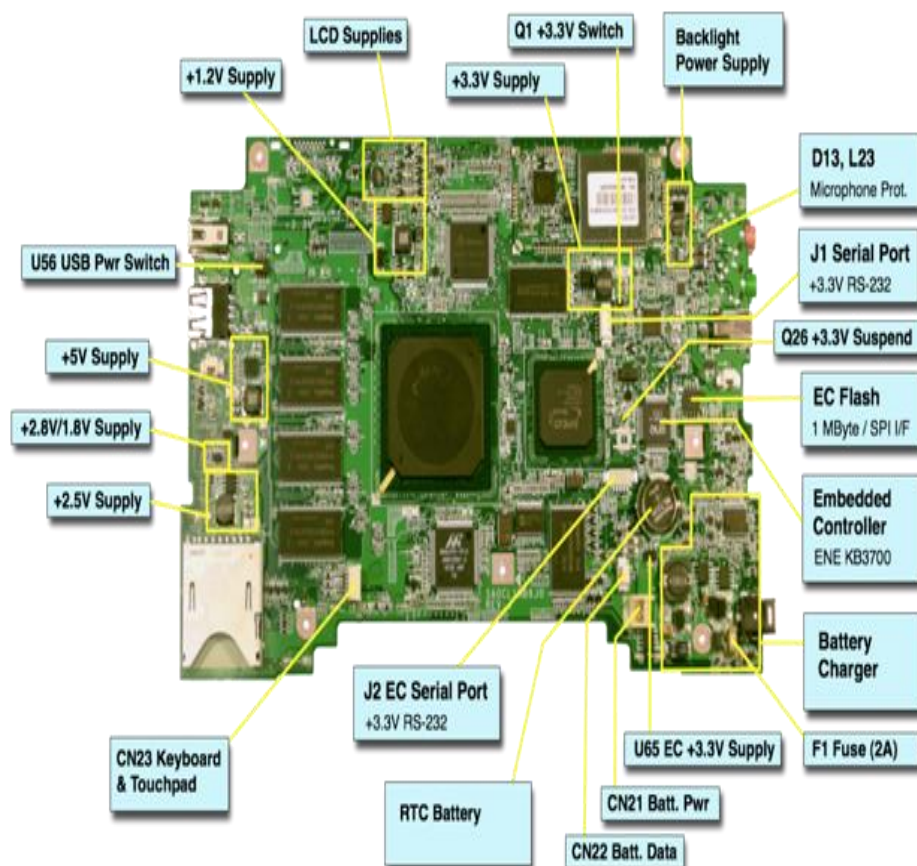 LCD Supplies
Q1 +3.3V Switch
Backlight
Power Supply
+1.2V Supply
+3.3V Supply
D13, L23
Microphone Prot.
J1 Serial Port
+3.3V RS-232
U56 USB Pwr Switch
Q26 +3.3V Suspend
+5V Supply
EC Flash
1 MByte / SPI I/F
+2.8V/1.8V Supply
+2.5V Supply
Embedded
Controller
ENE KB3700
Battery
Charger
J2 EC Serial Port
+3.3V RS-232
CN23 Keyboard
& Touchpad
U65 EC +3.3V Supply
F1 Fuse (2A)
RTC Battery
CN21 Batt. Pwr
CN22 Batt. Data